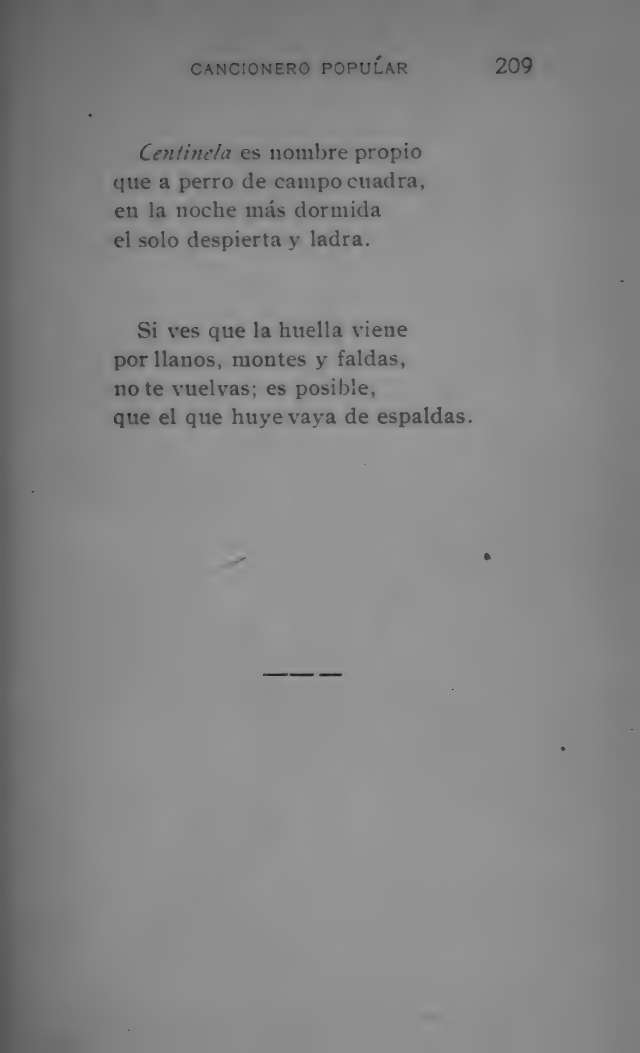 CANCIONERO POPUĹAR 209
Centinela es nombre propio
que a perro de campo cuadra,
en la noche más dormida
el solo despierta y ladra.
Si ves que la huella viene
por llanos, montes y faldas,
no te vuelvas; es posible,
que el que huye vaya de espaldas.